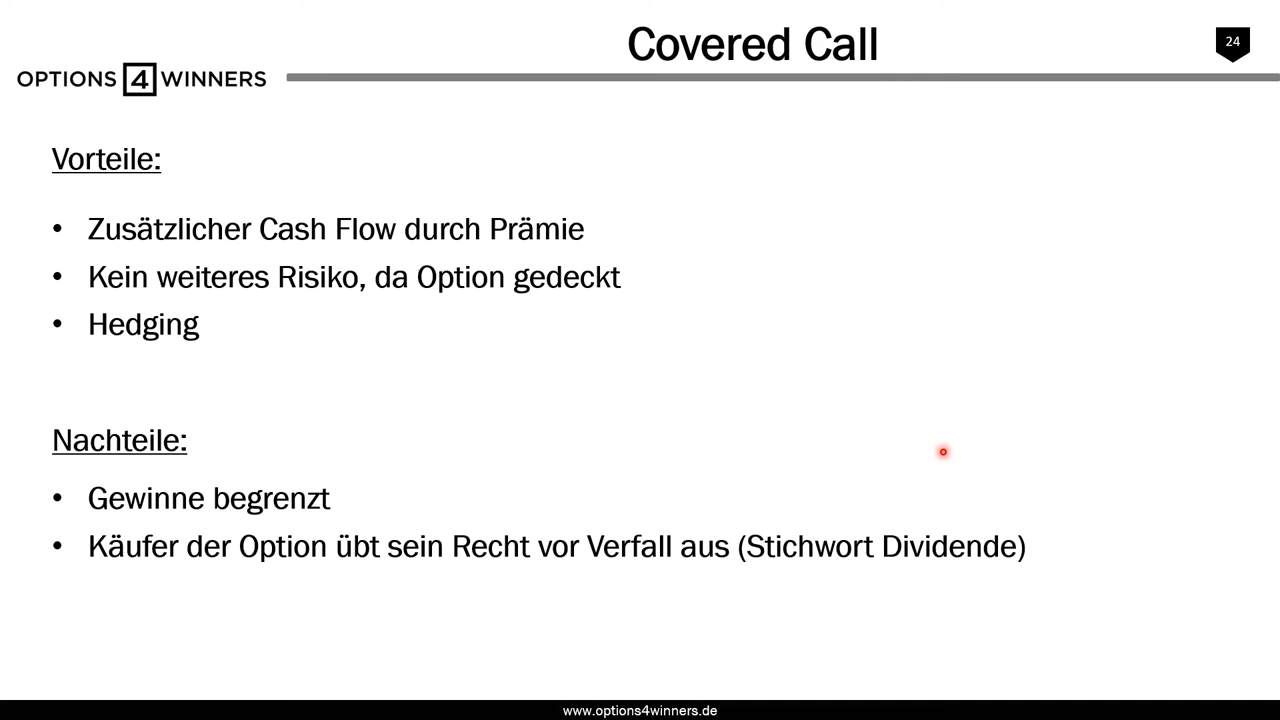 Covered Call
24
OPTIONS 4 WINNERS
Vorteile:
• Zusätzlicher Cash Flow durch Prämie
• Kein weiteres Risiko, da Option gedeckt
• Hedging
Nachteile:
• Gewinne begrenzt
• Käufer der Option übt sein Recht vor Verfall aus (Stichwort Dividende)
www.options4winners.de